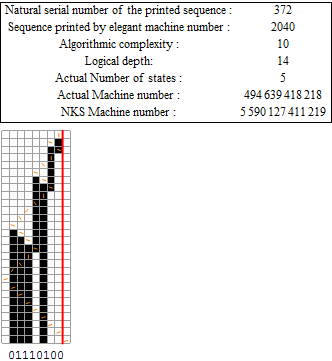 Natural serial number of the printed sequence : 372
Sequence printed by elegant machine number : 2040
Algorithmic complexity : 10
Logical depth: 14
Actual Number of states : 5
Actual Machine number : 494 639 418 218
NKS Machine number : 5 590 127 411 219
01110100